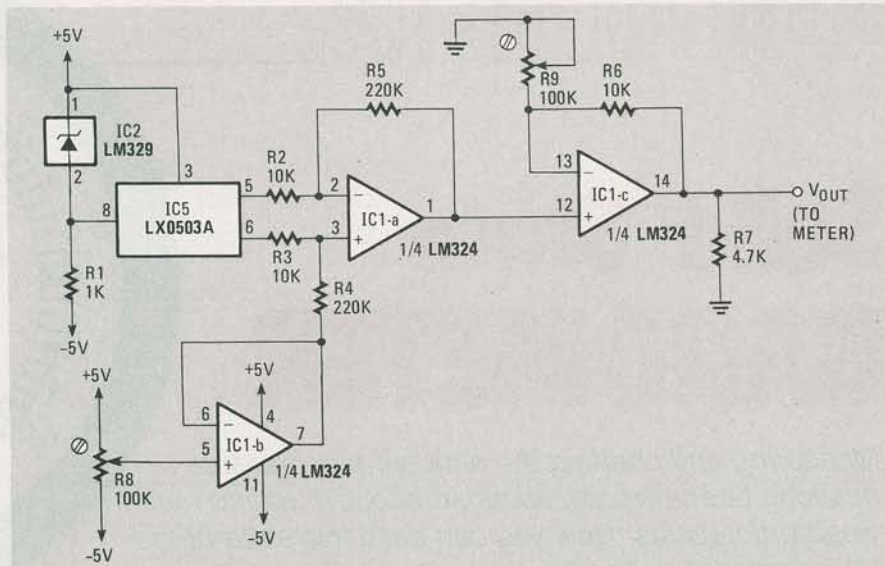 +5V
1
IC2
LM329
2
3
8
IC5
LX0503A
5
6
R1
1K
-5V
R2
10K
R3
10K
R5
220K
2
3
IC1-a
1
1/4 LM324
R4
220K
+5V
R8
100K
-5V
6
5
IC1-b
+5V
4
7
11
1/4 LM324
-5V
R9
100K
R6
10K
13
12
IC1-c
14
1/4 LM324
VOUT
(TO
METER)
R7
4.7K